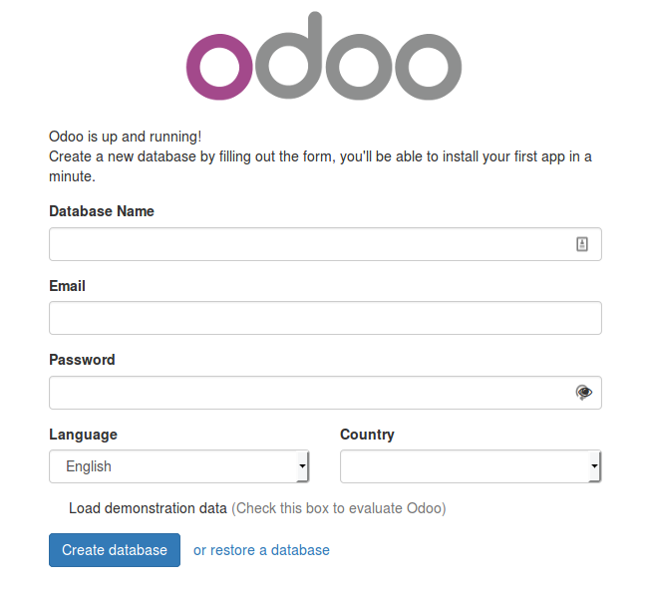 odoo
Odoo is up and running!
Create a new database by filling out the form, you'll be able to install your first app in a
minute.
Database Name
Email
Password
Language
Country
English
Load demonstration data (Check this box to evaluate Odoo)
Create database
or restore a database